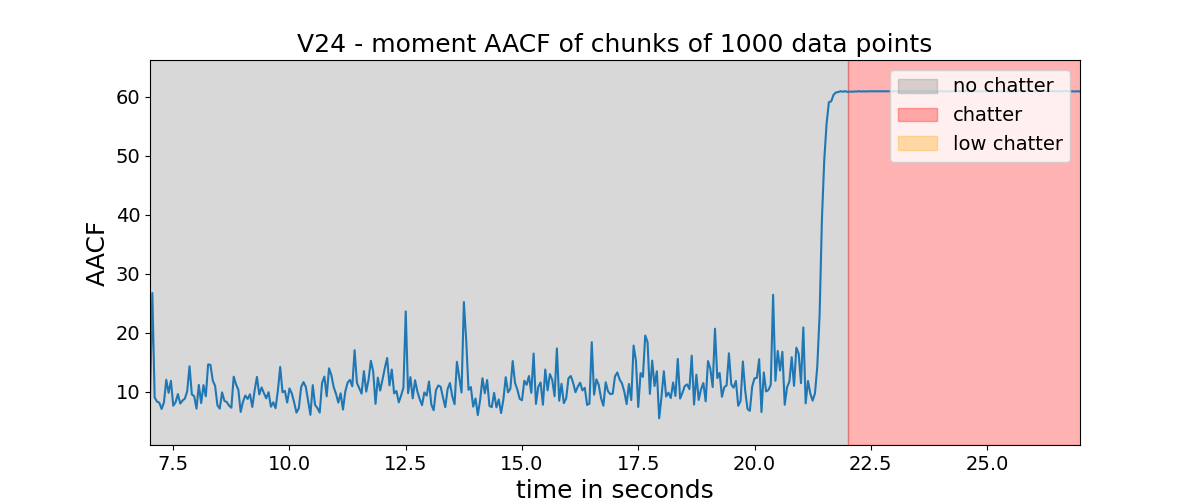 V24 - moment AACF of chunks of 1000 data points
AACF
60
50
40
30
20
10
no chatter
chatter
low chatter
7.5 10.0 12.5 15.0 17.5 20.0 22.5 25.0
time in seconds